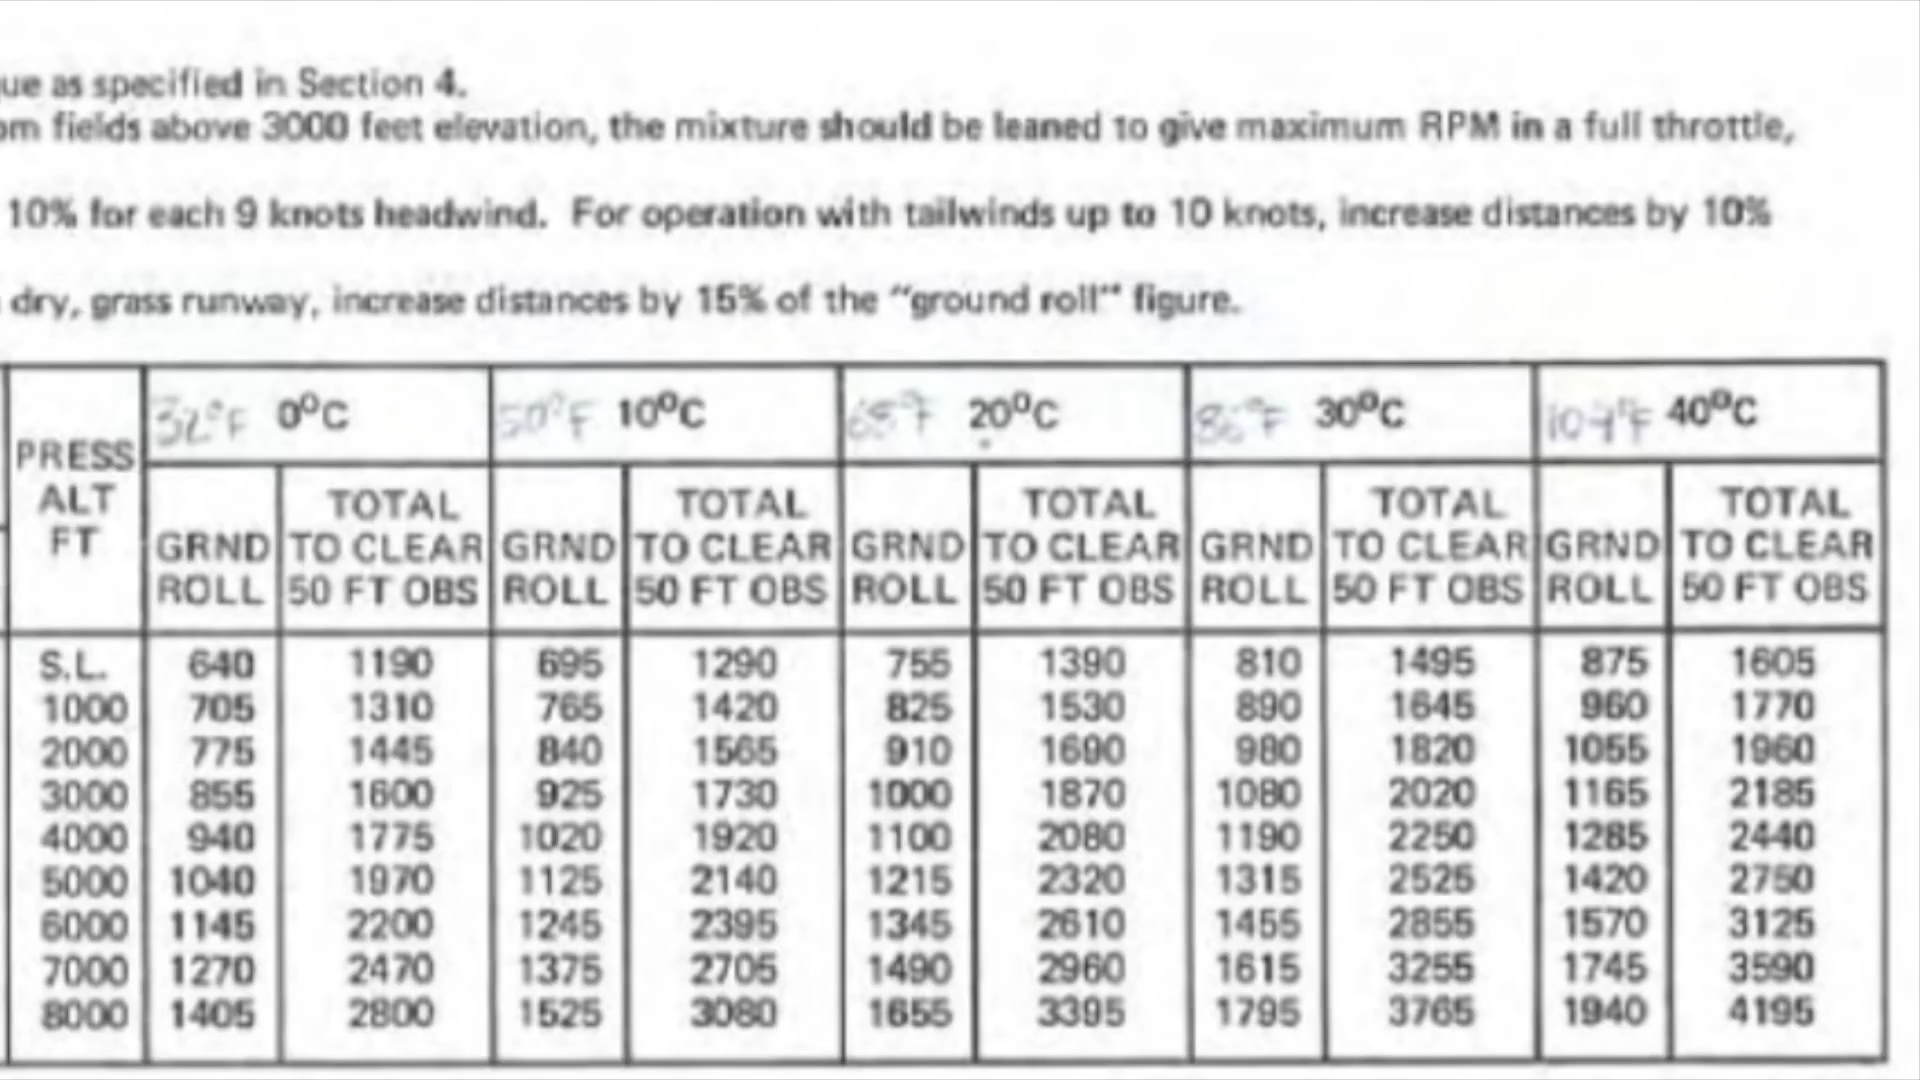 ue as specified in Section 4.
om fields above 3000 feet elevation, the mixture should be leaned to give maximum RPM in a full throttle,
10% for each 9 knots headwind. For operation with tailwinds up to 10 knots, increase distances by 10%
dry, grass runway, increase distances by 15% of the "ground roll" figure.
32°F 0°C 50°F 10°C 68°F 20°C 86°F 30°C 104°F 40°C
PRESS
ALT TOTAL TOTAL TOTAL TOTAL TOTAL
FT GRND TO CLEAR GRND TO CLEAR GRND TO CLEAR GRND TO CLEAR GRND TO CLEAR
ROLL 50 FT OBS ROLL 50 FT OBS ROLL 50 FT OBS ROLL 50 FT OBS ROLL 50 FT OBS
S.L. 640 1190 695 1290 755 1390 810 1495 875 1605
1000 705 1310 765 1420 825 1530 890 1645 960 1770
2000 775 1445 840 1565 910 1690 980 1820 1055 1960
3000 855 1600 925 1730 1000 1870 1080 2020 1165 2185
4000 940 1775 1020 1920 1100 2080 1190 2250 1285 2440
5000 1040 1970 1125 2140 1215 2320 1315 2525 1420 2750
6000 1145 2200 1245 2395 1345 2610 1455 2855 1570 3125
7000 1270 2470 1375 2705 1490 2960 1615 3255 1745 3590
8000 1405 2800 1525 3080 1655 3395 1795 3765 1940 4195